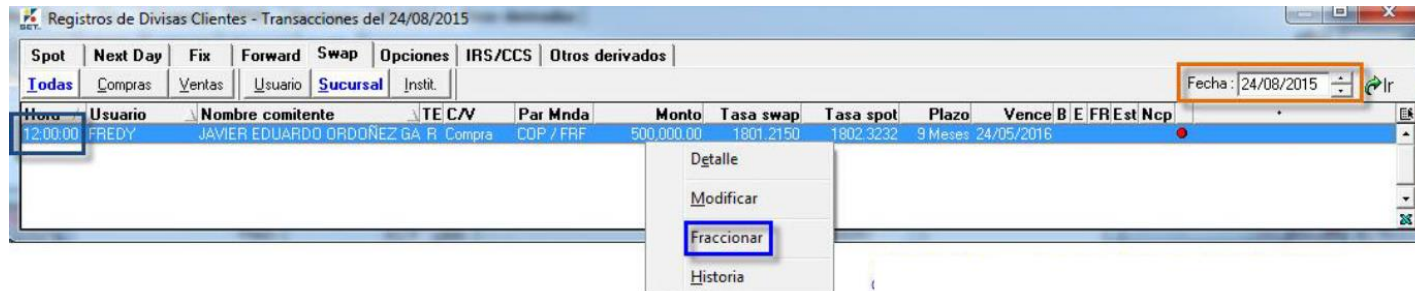 Registros de Divisas Clientes - Transacciones del 24/08/2015
Spot Next Day Fix Forward Swap Opciones IRS/CCS Otros derivados
Todas Compras Ventas Usuario Sucursal Instit. Fecha: 24/08/2015 Ir
Hora Usuario Nombre comitente TE C/V Par Mnda Monto Tasa swap Tasa spot Plazo Vence B E FR Est Ncp
12:00:00 FREDY JAVIER EDUARDO ORDOÑEZ GA R Compra COP / FRF 500,000.00 1801.2150 1802.3232 9 Meses 24/05/2016
Detalle
Modificar
Fraccionar
Historia